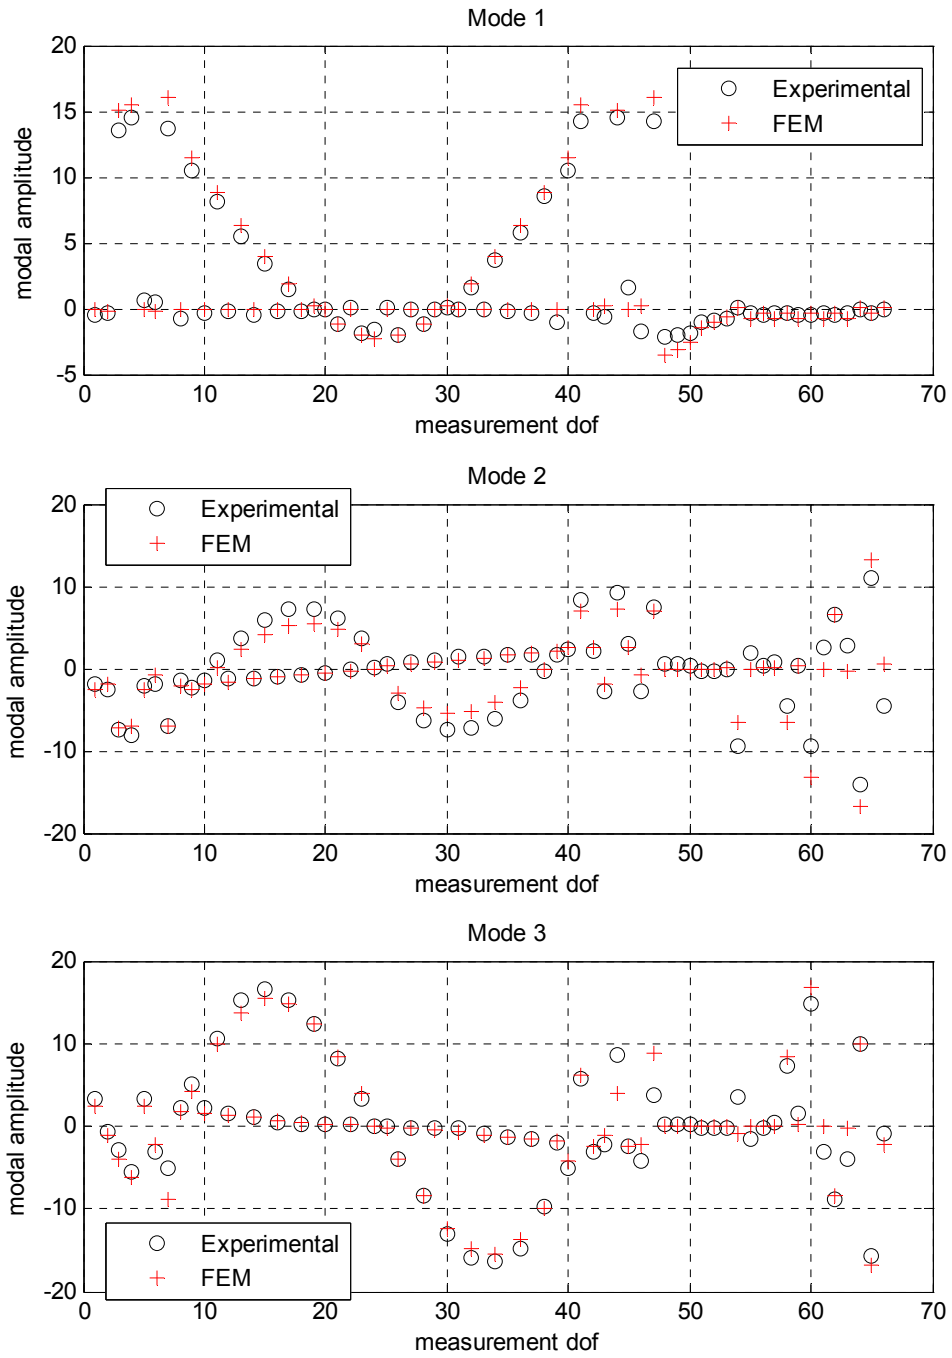 Mode 1
20
15
10
5
0
-5
modal amplitude
Experimental
FEM
0 10 20 30 40 50 60 70
measurement dof
Mode 2
20
10
0
-10
-20
modal amplitude
Experimental
FEM
0 10 20 30 40 50 60 70
measurement dof
Mode 3
20
10
0
-10
-20
modal amplitude
Experimental
FEM
0 10 20 30 40 50 60 70
measurement dof